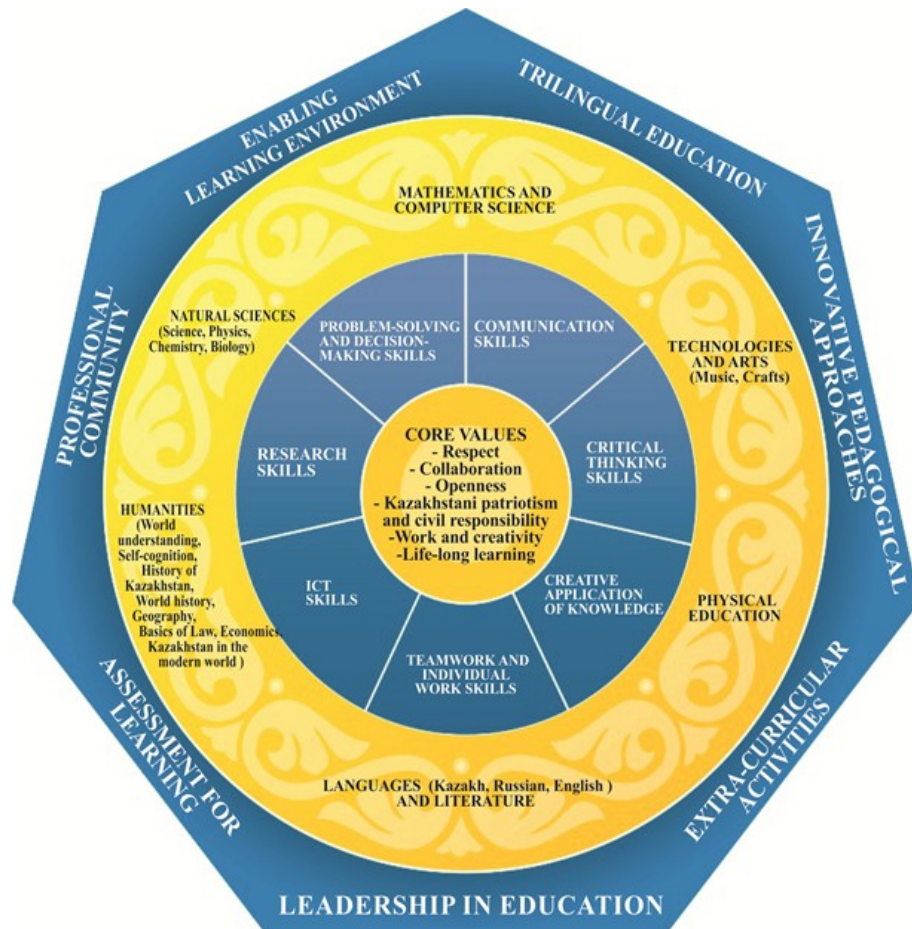 ENABLING
LEARNING ENVIRONMENT
TRILINGUAL EDUCATION
INNOVATIVE PEDAGOGICAL
APPROACHES
EXTRA-CURRICULAR
ACTIVITIES
LEADERSHIP IN EDUCATION
ASSESSMENT FOR
LEARNING
PROFESSIONAL
COMMUNITY
MATHEMATICS AND
COMPUTER SCIENCE
TECHNOLOGIES
AND ARTS
(Music, Crafts)
PHYSICAL
EDUCATION
LANGUAGES (Kazakh, Russian, English )
AND LITERATURE
HUMANITIES
(World
understanding,
Self-cognition,
History of
Kazakhstan,
World history,
Geography,
Basics of Law, Economics,
Kazakhstan in the
modern world )
NATURAL SCIENCES
(Science, Physics,
Chemistry, Biology)
PROBLEM-SOLVING
AND DECISION-
MAKING SKILLS
COMMUNICATION
SKILLS
CRITICAL
THINKING
SKILLS
CREATIVE
APPLICATION
OF KNOWLEDGE
TEAMWORK AND
INDIVIDUAL
WORK SKILLS
ICT
SKILLS
RESEARCH
SKILLS
CORE VALUES
- Respect
- Collaboration
- Openness
- Kazakhstani patriotism
and civil responsibility
-Work and creativity
-Life-long learning